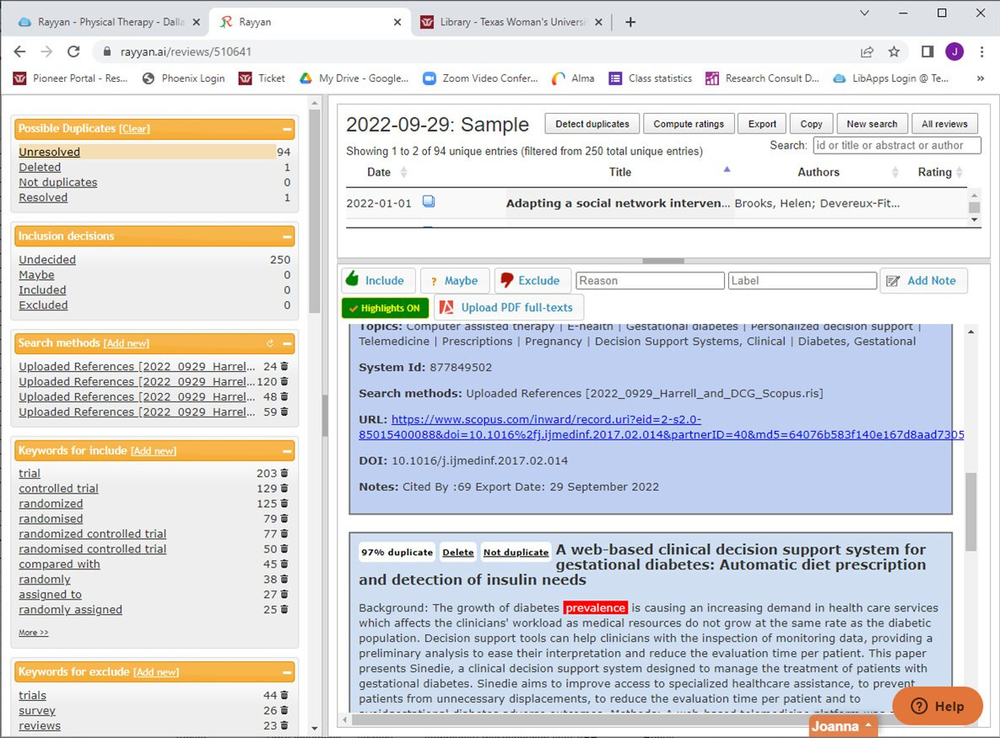 Rayyan - Physical Therapy - Dalla
Rayyan
Library - Texas Woman's Universi
rayyan.ai/reviews/510641
J
Pioneer Portal - Res...
Phoenix Login
Ticket
My Drive - Google...
Zoom Video Confer...
Alma
Class statistics
Research Consult D...
LibApps Login @ Te...
»
Possible Duplicates [Clear]
Unresolved 94
Deleted 1
Not duplicates 0
Resolved 1
Inclusion decisions
Undecided 250
Maybe 0
Included 0
Excluded 0
Search methods [Add new]
Uploaded References [2022_0929_Harrel... 24
Uploaded References [2022_0929_Harrel... 120
Uploaded References [2022_0929_Harrel... 48
Uploaded References [2022_0929_Harrel... 59
Keywords for include [Add new]
trial 203
controlled trial 129
randomized 125
randomised 79
randomized controlled trial 77
randomised controlled trial 50
compared with 45
randomly 38
assigned to 27
randomly assigned 25
More >>
Keywords for exclude [Add new]
trials 44
survey 26
reviews 23
2022-09-29: Sample
Detect duplicates
Compute ratings
Export
Copy
New search
All reviews
Showing 1 to 2 of 94 unique entries (filtered from 250 total unique entries)
Search: id or title or abstract or author
Date Title Authors Rating
2022-01-01 Adapting a social network interven... Brooks, Helen; Devereux-Fit...
Include
? Maybe
Exclude
Reason
Label
Add Note
Highlights ON
Upload PDF full-texts
Topics: Computer assisted therapy | E-health | Gestational diabetes | Personalized decision support |
Telemedicine | Prescriptions | Pregnancy | Decision Support Systems, Clinical | Diabetes, Gestational
System Id: 877849502
Search methods: Uploaded References [2022_0929_Harrell_and_DCG_Scopus.ris]
URL: https://www.scopus.com/inward/record.uri?eid=2-s2.0-
85015400088&doi=10.1016%2fj.ijmedinf.2017.02.014&partnerID=40&md5=64076b583f140e167d8aad7305
DOI: 10.1016/j.ijmedinf.2017.02.014
Notes: Cited By :69 Export Date: 29 September 2022
97% duplicate Delete Not duplicate A web-based clinical decision support system for
gestational diabetes: Automatic diet prescription
and detection of insulin needs
Background: The growth of diabetes prevalence is causing an increasing demand in health care services
which affects the clinicians' workload as medical resources do not grow at the same rate as the diabetic
population. Decision support tools can help clinicians with the inspection of monitoring data, providing a
preliminary analysis to ease their interpretation and reduce the evaluation time per patient. This paper
presents Sinedie, a clinical decision support system designed to manage the treatment of patients with
gestational diabetes. Sinedie aims to improve access to specialized healthcare assistance, to prevent
patients from unnecessary displacements, to reduce the evaluation time per patient and to
Help
Joanna